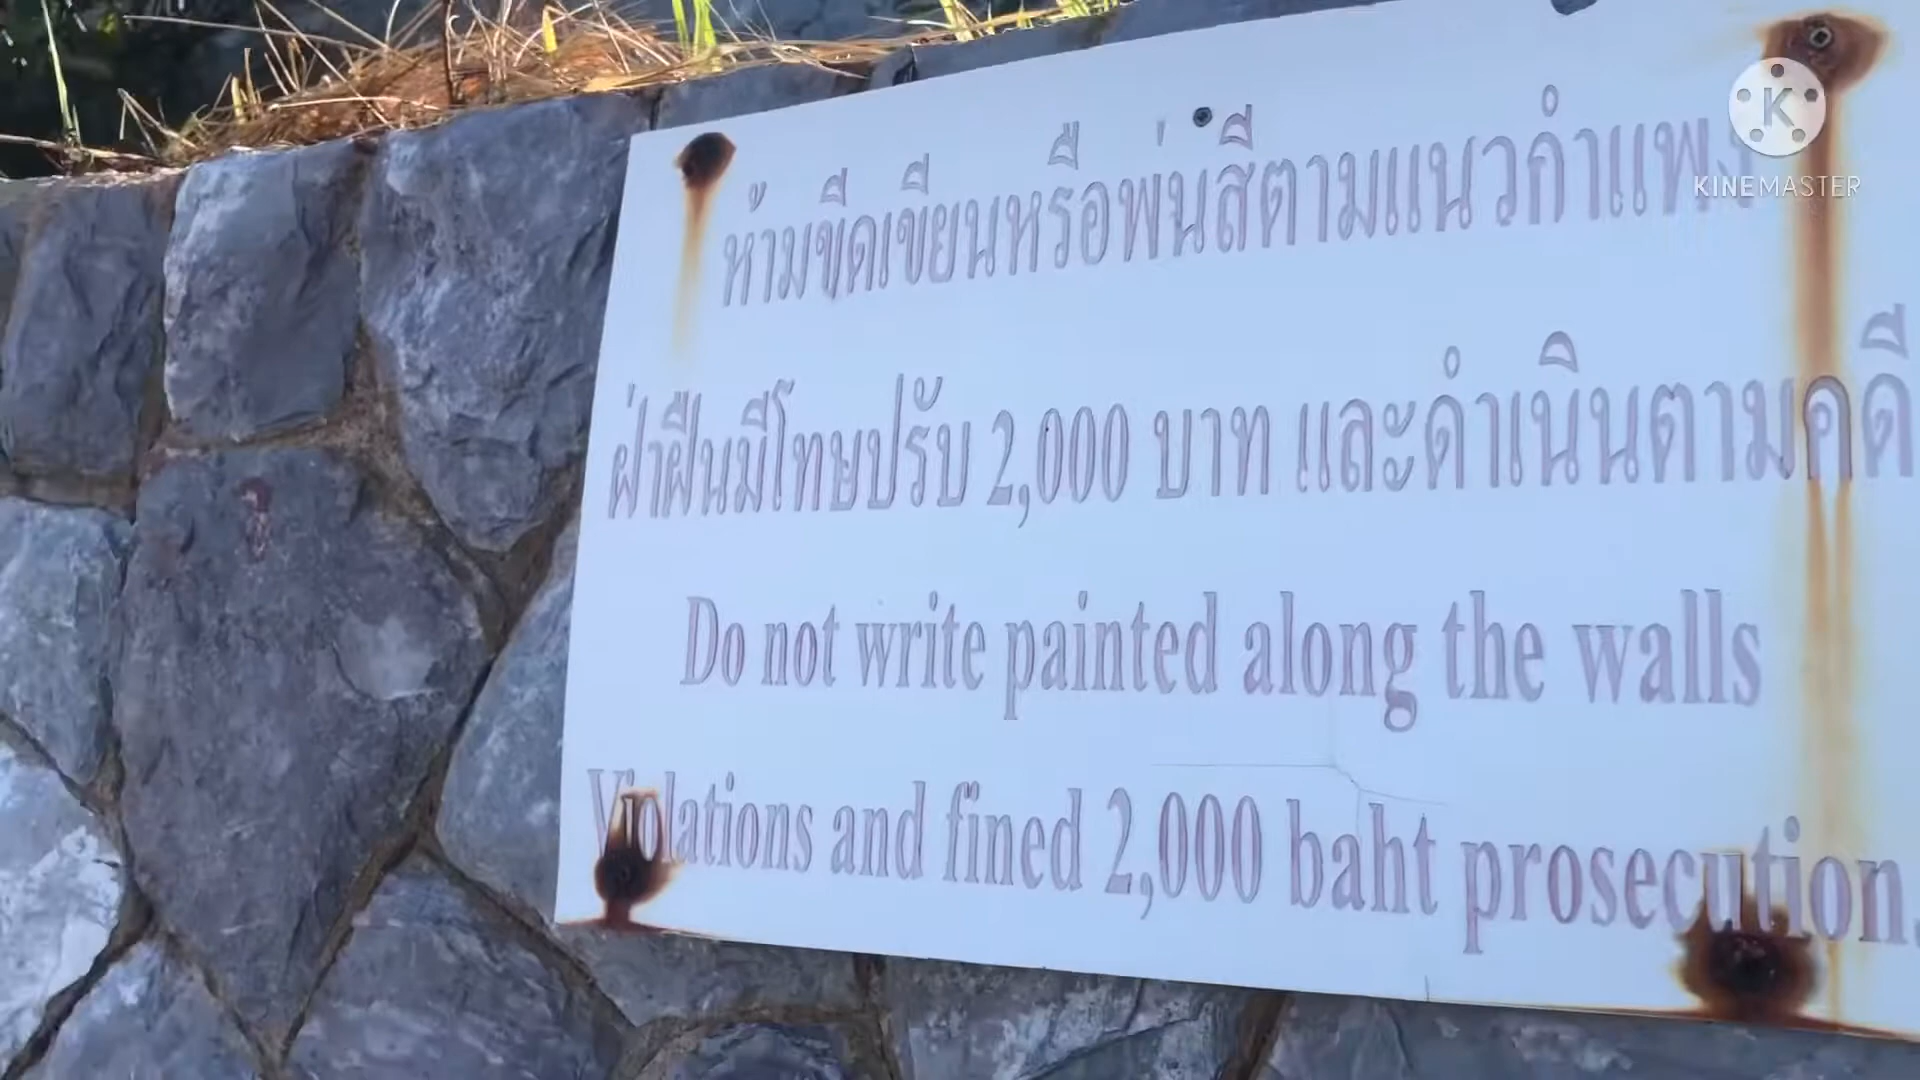 ห้ามขีดเขียนหรือพ่นสีตามแนวกำแพง
ฝ่าฝืนมีโทษปรับ 2,000 บาท และดำเนินตามคดี
Do not write painted along the walls
Violations and fined 2,000 baht prosecution.
K
KINEMASTER